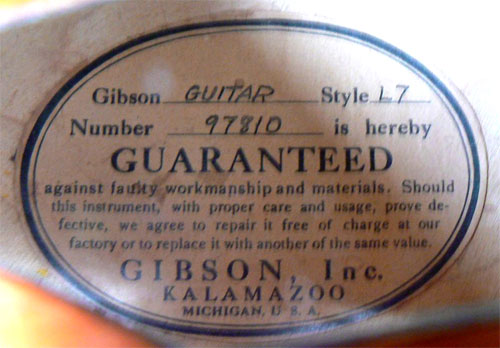 Gibson GUITAR Style L7
Number 97810 is hereby
GUARANTEED
against faulty workmanship and materials. Should
this instrument, with proper care and usage, prove de-
fective, we agree to repair it free of charge at our
factory or to replace it with another of the same value.
GIBSON, Inc.
KALAMAZOO
MICHIGAN, U. S. A.